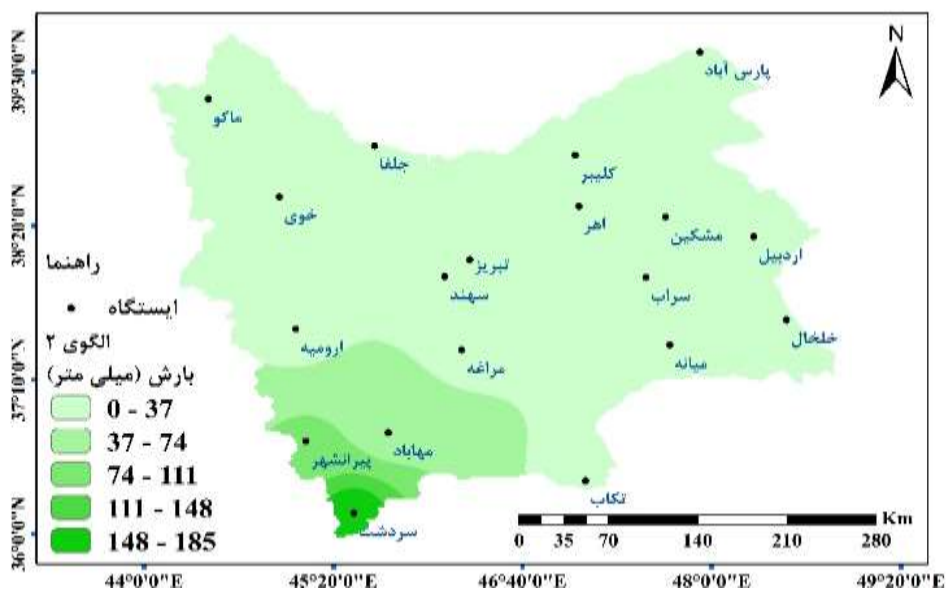 N
پارس آباد
ماکو
جلفا
کلیبر
خوی
اهر
مشکین
اردبیل
تبریز
سهند
سراب
خلخال
ارومیه
مراغه
میانه
مهاباد
پیرانشهر
تکاب
سردشت
راهنما
ایستگاه
الگوی ۲
بارش (میلی متر)
0 - 37
37 - 74
74 - 111
111 - 148
148 - 185
Km
0 35 70 140 210 280
39°30'0"N
38°20'0"N
37°10'0"N
36°0'0"N
44°0'0"E 45°20'0"E 46°40'0"E 48°0'0"E 49°20'0"E